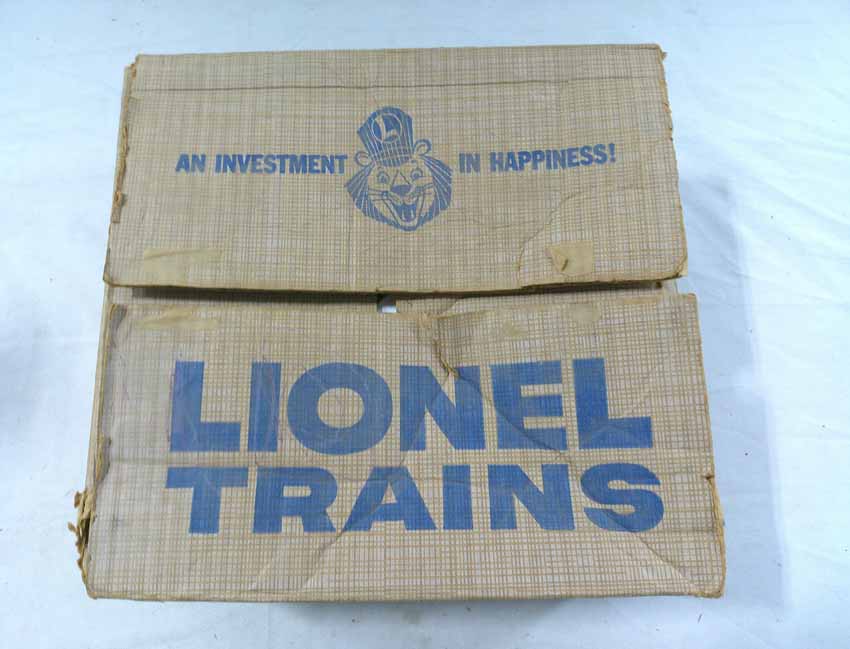 AN INVESTMENT IN HAPPINESS!
L
LIONEL
TRAINS